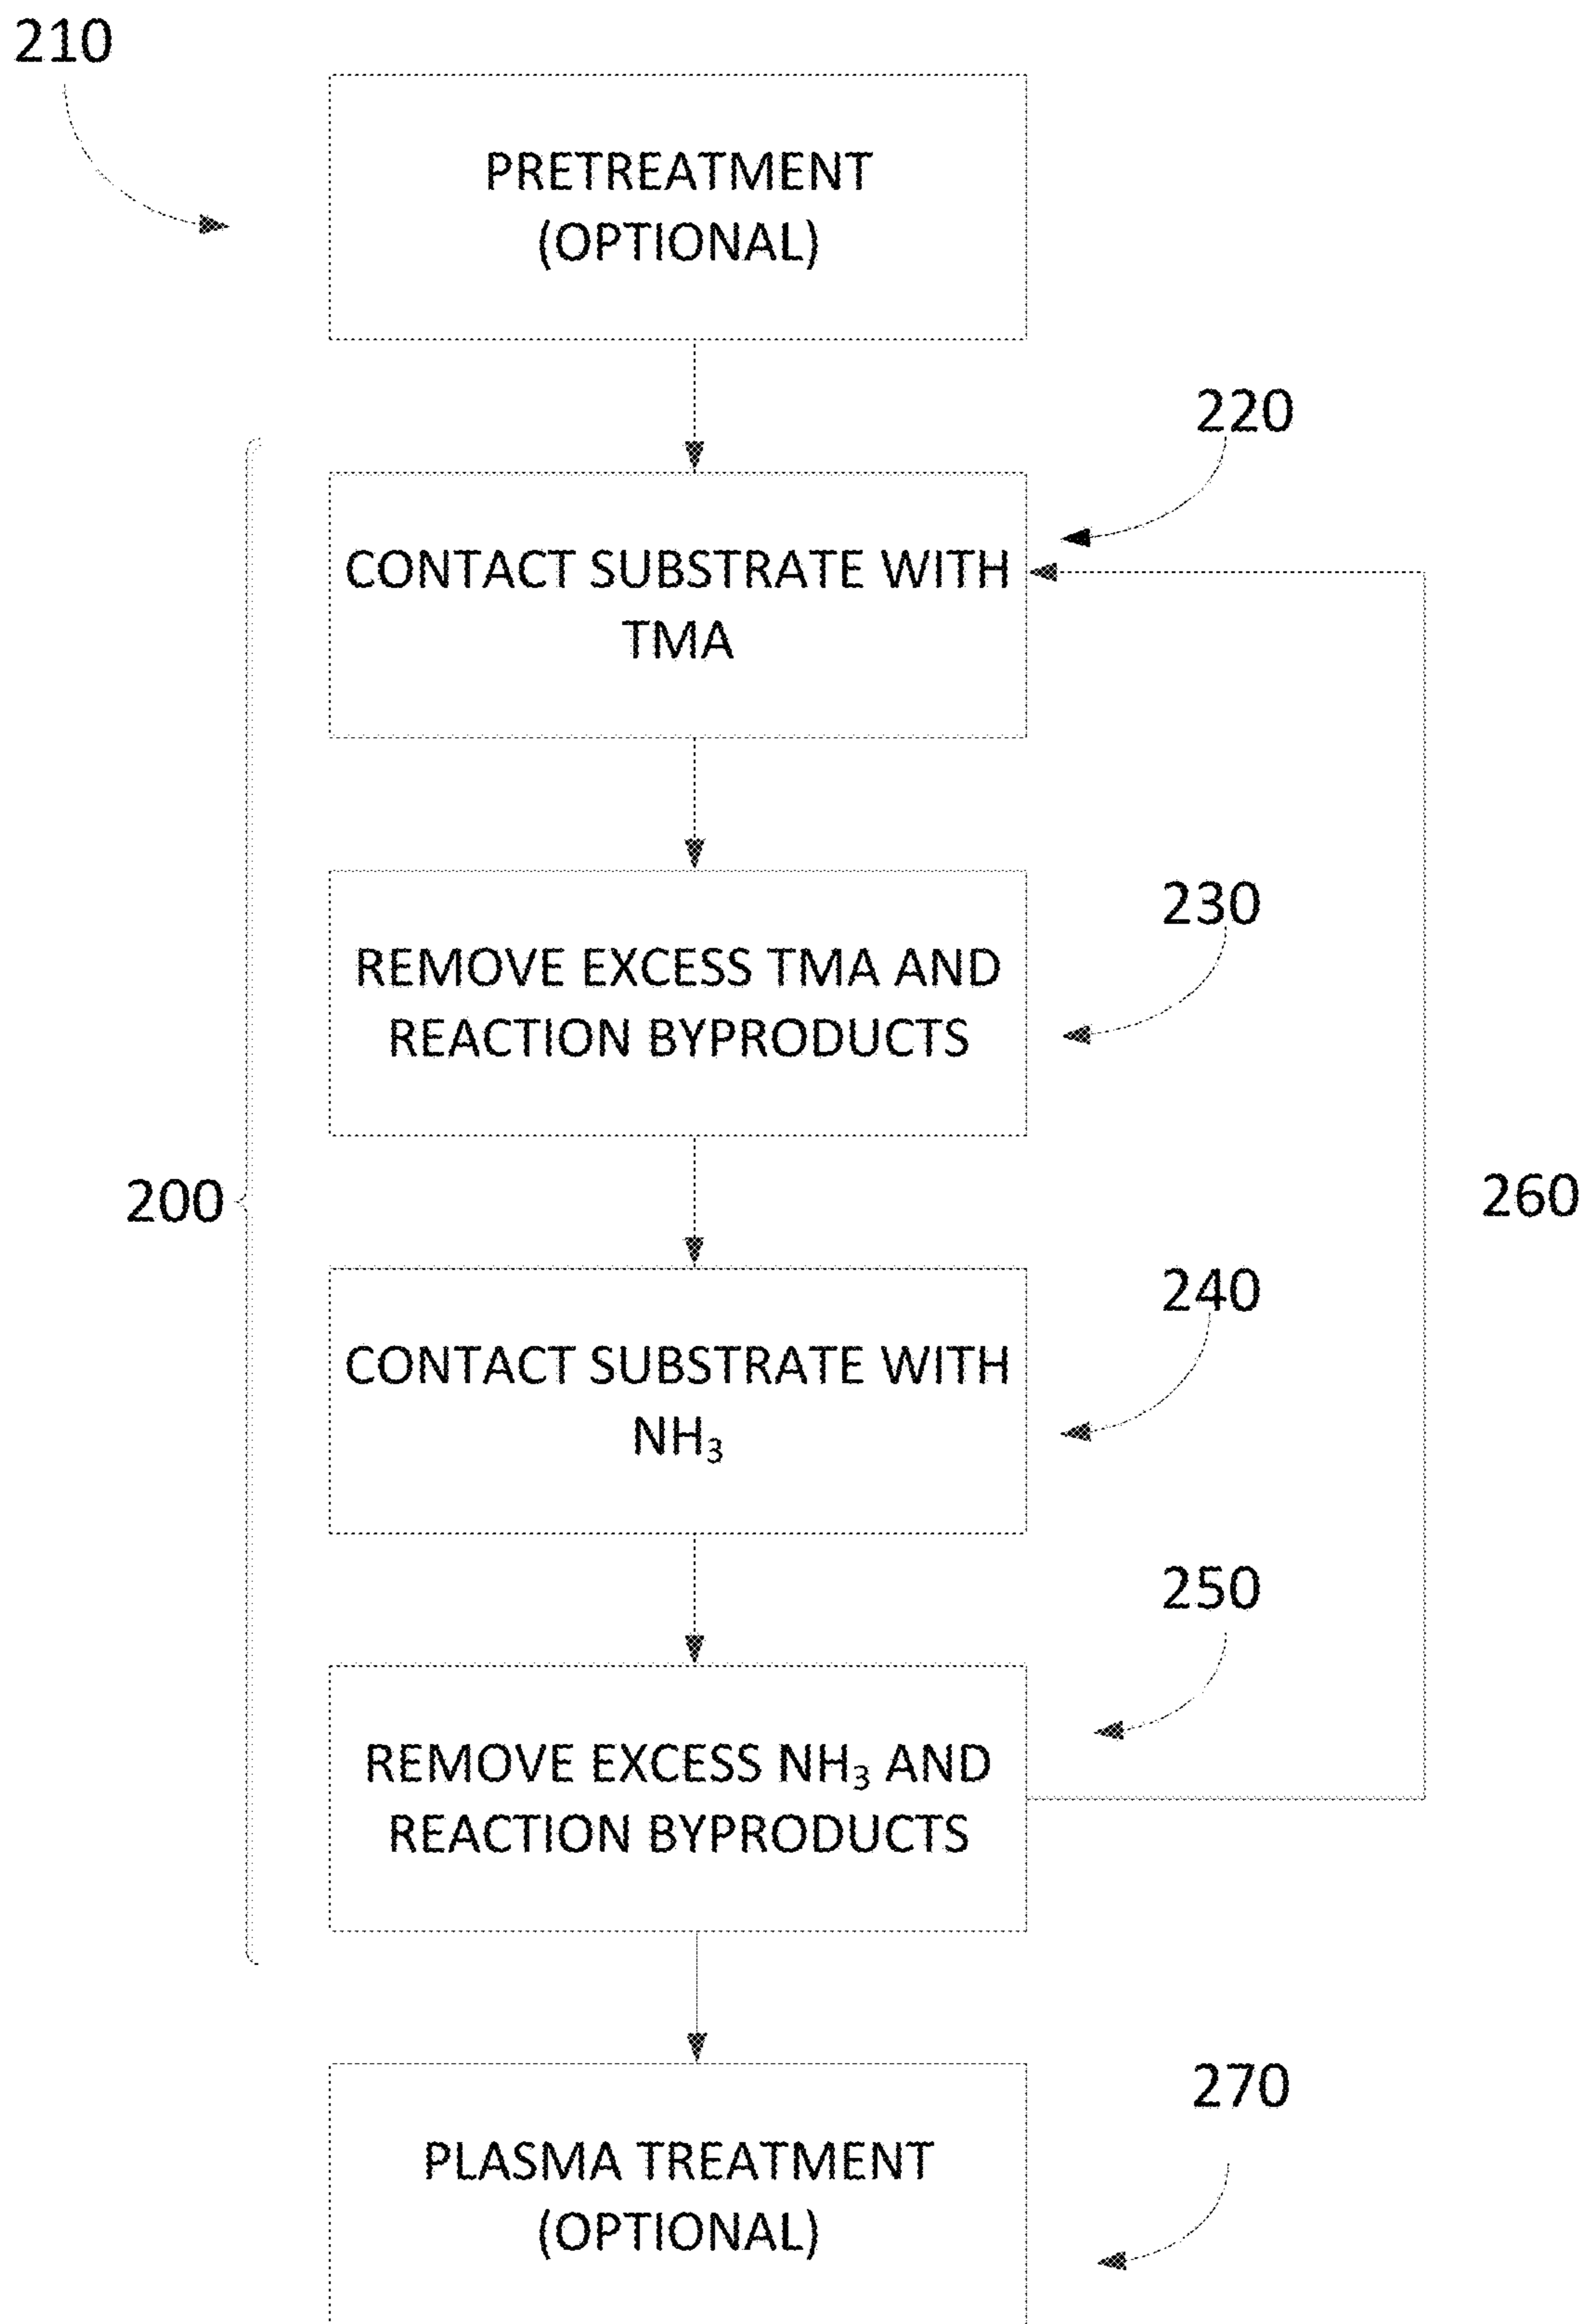 210
PRETREATMENT
(OPTIONAL)
220
CONTACT SUBSTRATE WITH
TMA
230
REMOVE EXCESS TMA AND
REACTION BYPRODUCTS
200
260
240
CONTACT SUBSTRATE WITH
NH₃
250
REMOVE EXCESS NH₃ AND
REACTION BYPRODUCTS
270
PLASMA TREATMENT
(OPTIONAL)